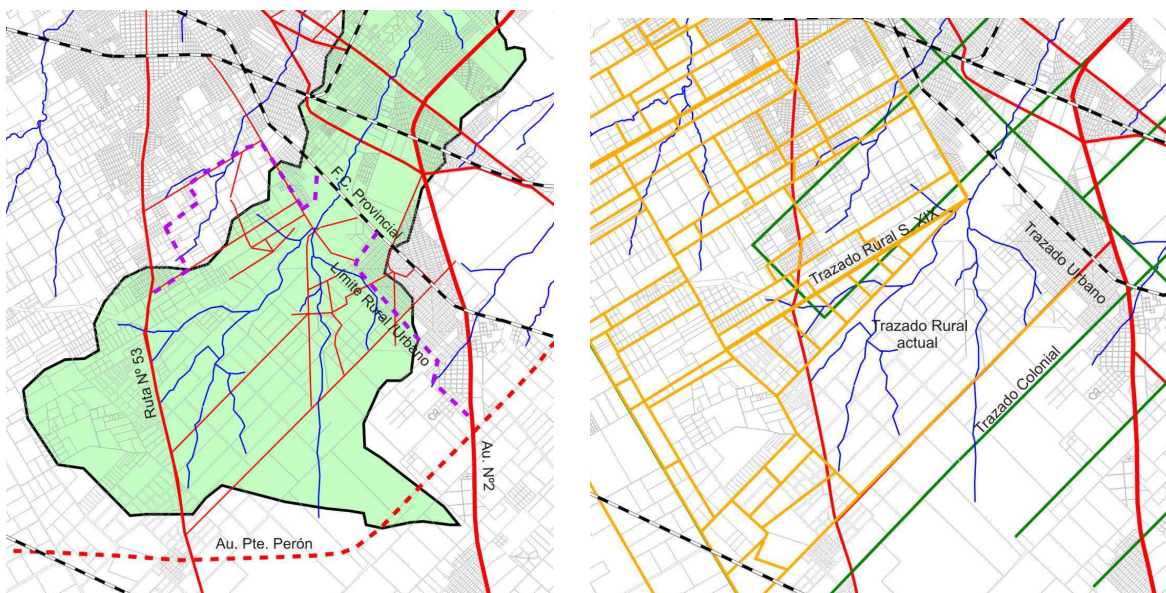 F.C. Provincial
Límite Rural Urbano
Ruta Nº 53
Au. Nº2
Au. Pte. Perón
Trazado Rural S. XIX
Trazado Urbano
Trazado Rural
actual
Trazado Colonial